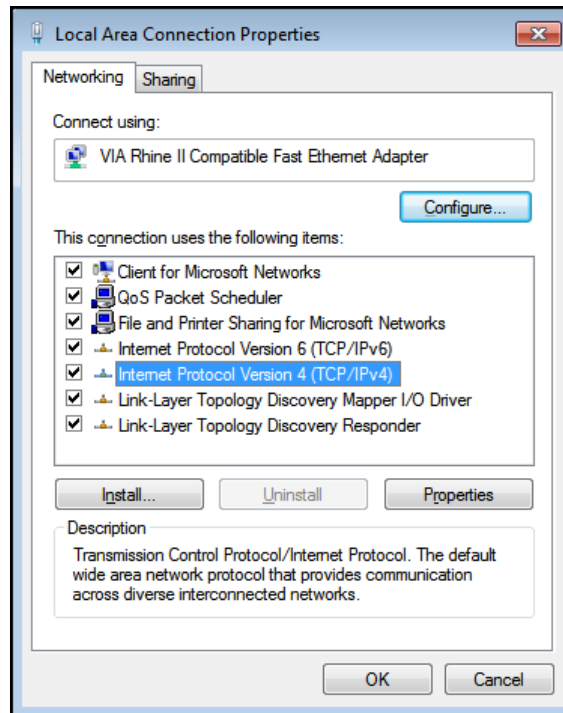 Local Area Connection Properties
Networking
Sharing
Connect using:
VIA Rhine II Compatible Fast Ethernet Adapter
Configure...
This connection uses the following items:
Client for Microsoft Networks
QoS Packet Scheduler
File and Printer Sharing for Microsoft Networks
Internet Protocol Version 6 (TCP/IPv6)
Internet Protocol Version 4 (TCP/IPv4)
Link-Layer Topology Discovery Mapper I/O Driver
Link-Layer Topology Discovery Responder
Install...
Uninstall
Properties
Description
Transmission Control Protocol/Internet Protocol. The default
wide area network protocol that provides communication
across diverse interconnected networks.
OK
Cancel